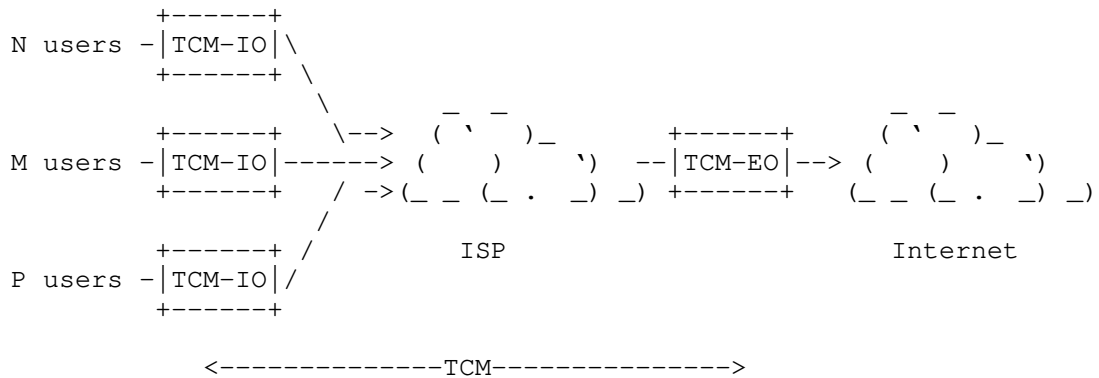 N users TCM-IO
M users TCM-IO TCM-EO
ISP Internet
P users TCM-IO
TCM